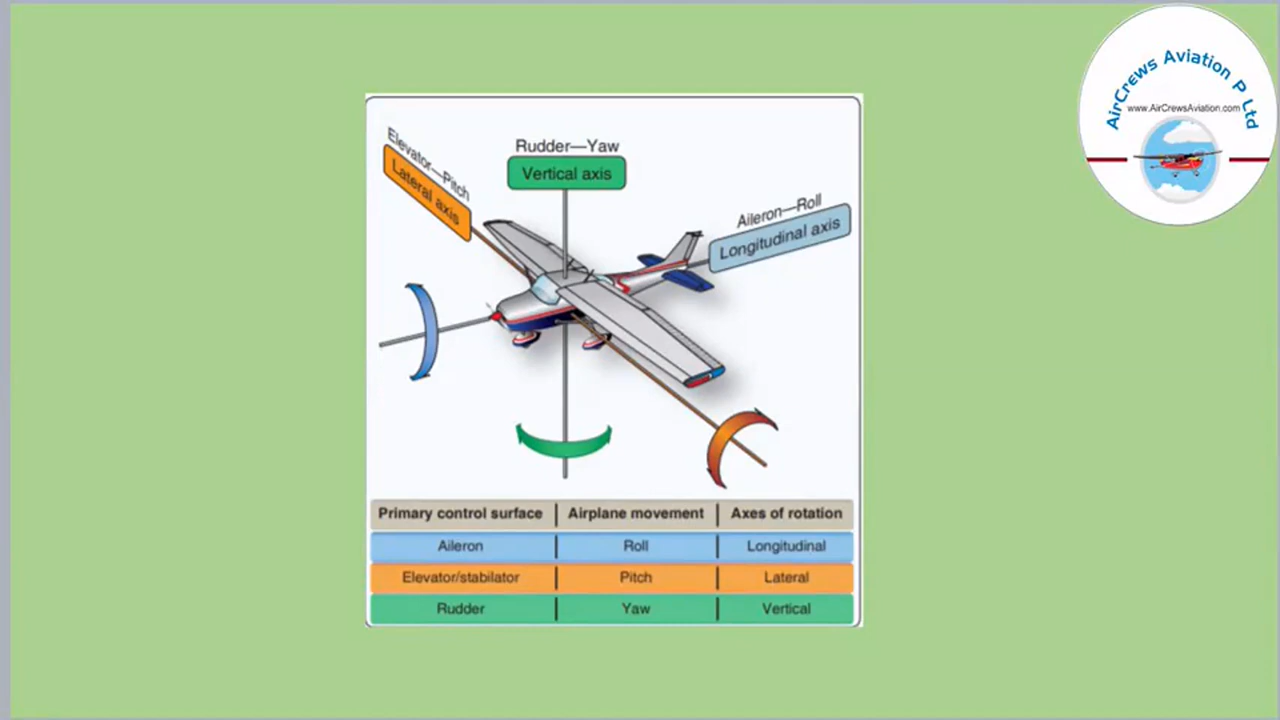 AirCrews Aviation P Ltd
www.AirCrewsAviation.com
Elevator—Pitch
Lateral axis
Rudder—Yaw
Vertical axis
Aileron—Roll
Longitudinal axis
Primary control surface | Airplane movement | Axes of rotation
Aileron | Roll | Longitudinal
Elevator/stabilator | Pitch | Lateral
Rudder | Yaw | Vertical